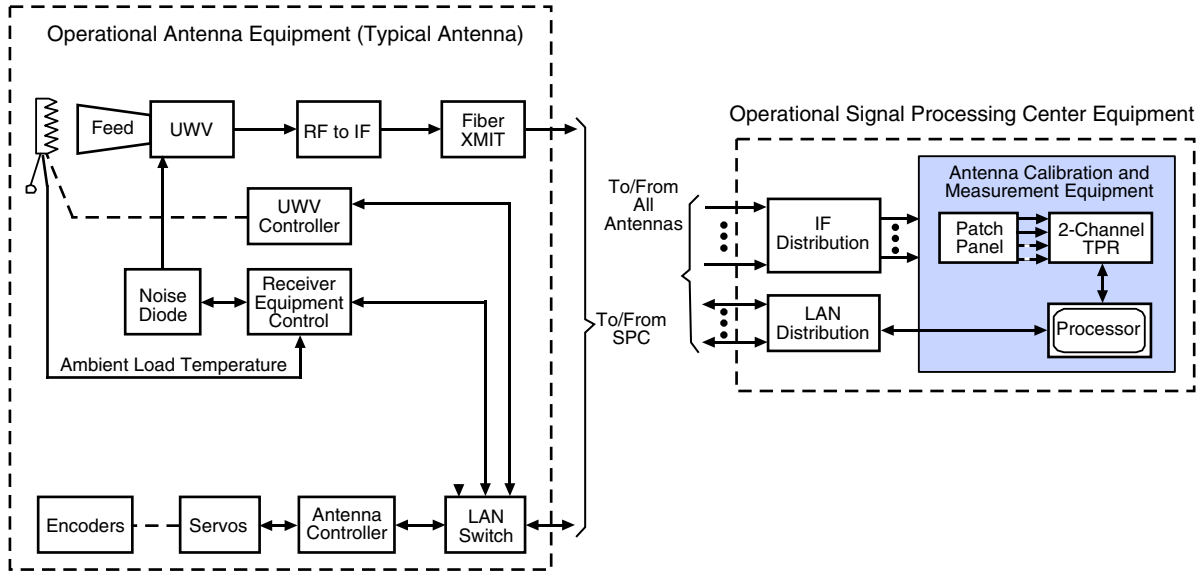 Operational Antenna Equipment (Typical Antenna)
Feed
UWV
RF to IF
Fiber
XMIT
UWV
Controller
Noise
Diode
Receiver
Equipment
Control
Ambient Load Temperature
Encoders
Servos
Antenna
Controller
LAN
Switch
To/From
SPC
To/From
All
Antennas
Operational Signal Processing Center Equipment
IF
Distribution
LAN
Distribution
Antenna Calibration and
Measurement Equipment
Patch
Panel
2-Channel
TPR
Processor